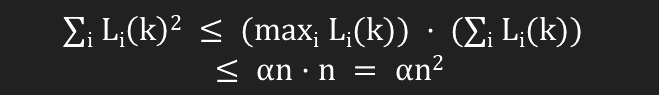 ∑ᵢ Lᵢ(k)² ≤ (maxᵢ Lᵢ(k)) · (∑ᵢ Lᵢ(k))
≤ αn · n = αn²